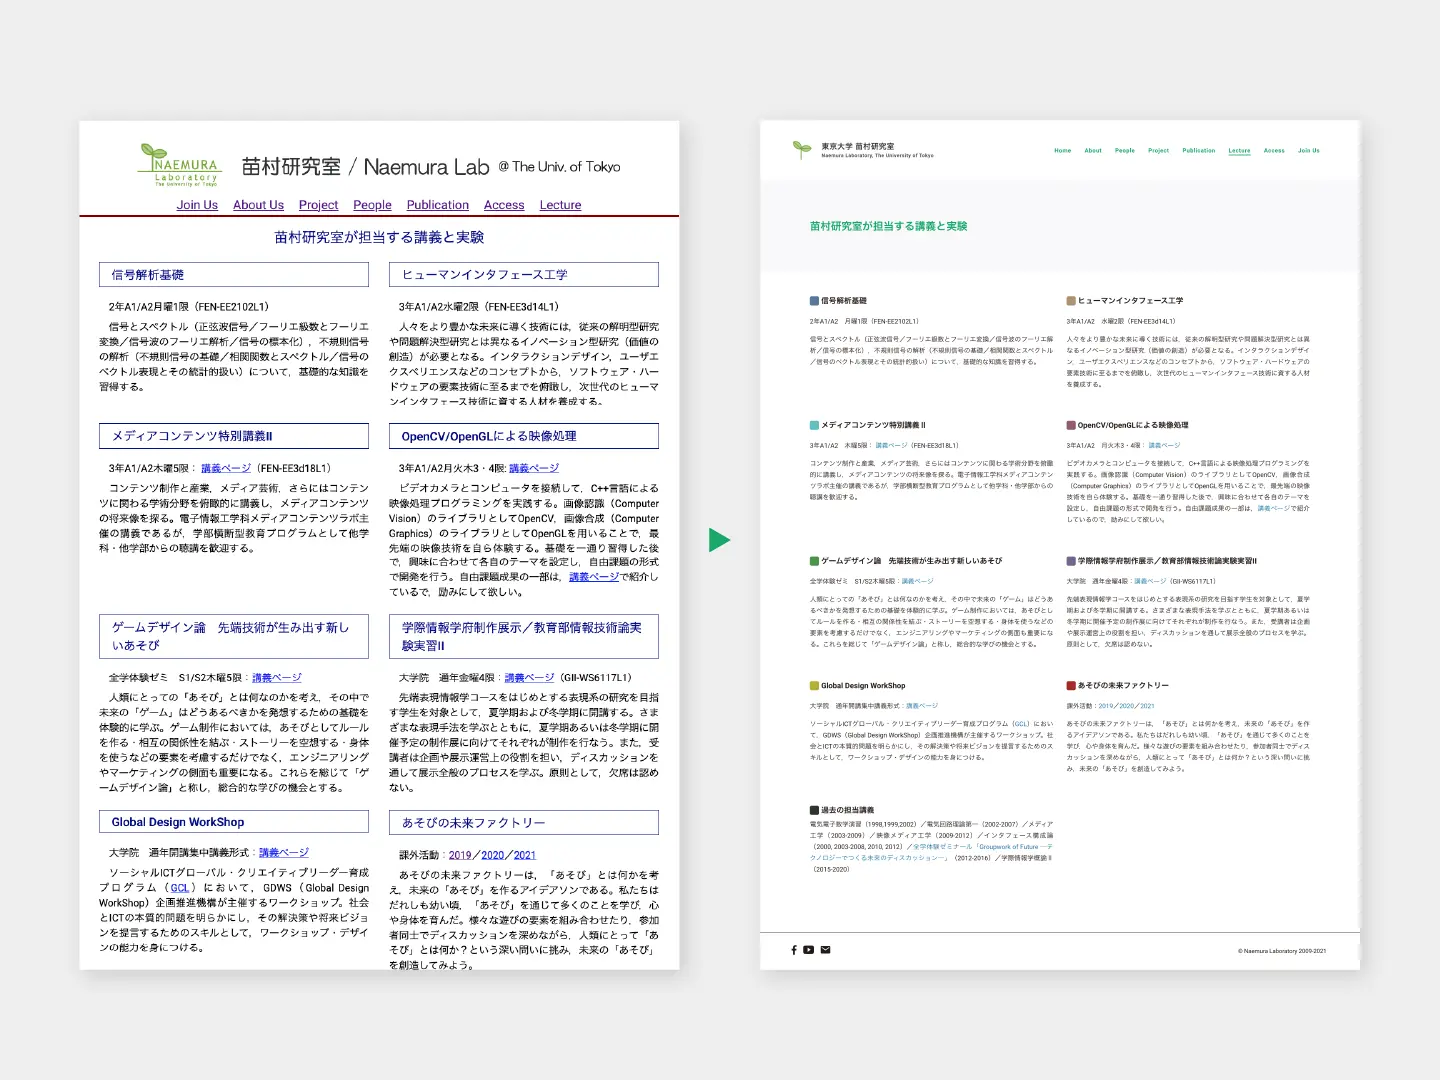 NAEMURA
Laboratory
The University of Tokyo
苗村研究室 / Naemura Lab @ The Univ. of Tokyo
Join Us About Us Project People Publication Access Lecture
苗村研究室が担当する講義と実験
信号解析基礎
2年A1/A2月曜1限（FEN-EE2102L1）
信号とスペクトル（正弦波信号／フーリエ級数とフーリエ
変換／信号波のフーリエ解析／信号の標本化），不規則信号
の解析（不規則信号の基礎／相関関数とスペクトル／信号の
ベクトル表現とその統計的扱い）について，基礎的な知識を
習得する。
ヒューマンインタフェース工学
3年A1/A2水曜2限（FEN-EE3d14L1）
人々をより豊かな未来に導く技術には，従来の解明型研究
や問題解決型研究とは異なるイノベーション型研究（価値の
創造）が必要となる。インタラクションデザイン，ユーザエ
クスペリエンスなどのコンセプトから，ソフトウェア・ハー
ドウェアの要素技術に至るまでを俯瞰し，次世代のヒューマ
ンインタフェース技術に資する人材を養成する。
メディアコンテンツ特別講義II
3年A1/A2木曜5限： 講義ページ（FEN-EE3d18L1）
コンテンツ制作と産業，メディア芸術，さらにはコンテン
ツに関わる学術分野を俯瞰的に講義し，メディアコンテンツ
の将来像を探る。電子情報工学科メディアコンテンツラボ主
催の講義であるが，学部横断型教育プログラムとして他学
科・他学部からの聴講を歓迎する。
OpenCV/OpenGLによる映像処理
3年A1/A2月火木3・4限: 講義ページ
ビデオカメラとコンピュータを接続して，C++言語による
映像処理プログラミングを実践する。画像認識（Computer
Vision）のライブラリとしてOpenCV，画像合成（Computer
Graphics）のライブラリとしてOpenGLを用いることで，最
先端の映像技術を自ら体験する。基礎を一通り習得した後
で，興味に合わせて各自のテーマを設定し，自由課題の形式
で開発を行う。自由課題成果の一部は，講義ページで紹介し
ているので，励みにして欲しい。
ゲームデザイン論　先端技術が生み出す新し
いあそび
全学体験ゼミ　S1/S2木曜5限：講義ページ
人類にとっての「あそび」とは何なのかを考え，その中で
未来の「ゲーム」はどうあるべきかを発想するための基礎を
体験的に学ぶ。ゲーム制作においては，あそびとしてルール
を作る・相互の関係性を結ぶ・ストーリーを空想する・身体
を使うなどの要素を考慮するだけでなく，エンジニアリング
やマーケティングの側面も重要になる。これらを総じて「ゲ
ームデザイン論」と称し，総合的な学びの機会とする。
学際情報学府制作展示／教育部情報技術論実
験実習II
大学院　通年金曜4限：講義ページ（GII-WS6117L1）
先端表現情報学コースをはじめとする表現系の研究を目指
す学生を対象として，夏学期および冬学期に開講する。さま
ざまな表現手法を学ぶとともに，夏学期あるいは冬学期に開
催予定の制作展に向けてそれぞれが制作を行なう。また，受
講者は企画や展示運営上の役割を担い，ディスカッションを
通して展示全般のプロセスを学ぶ。原則として，欠席は認め
ない。
Global Design WorkShop
大学院　通年開講集中講義形式：講義ページ
ソーシャルICTグローバル・クリエイティブリーダー育成
プログラム（GCL）において，GDWS（Global Design
WorkShop）企画推進機構が主催するワークショップ。社会
とICTの本質的問題を明らかにし，その解決策や将来ビジョ
ンを提言するためのスキルとして，ワークショップ・デザイ
ンの能力を身につける。
あそびの未来ファクトリー
課外活動：2019／2020／2021
あそびの未来ファクトリーは，「あそび」とは何かを考
え，未来の「あそび」を作るアイデアソンである。私たちは
だれしも幼い頃，「あそび」を通じて多くのことを学び，心
や身体を育んだ。様々な遊びの要素を組み合わせたり，参加
者同士でディスカッションを深めながら，人類にとって「あ
そび」とは何か？という深い問いに挑み，未来の「あそび」
を創造してみよう。
東京大学 苗村研究室
Naemura Laboratory, The University of Tokyo
Home About People Project Publication Lecture Access Join Us
苗村研究室が担当する講義と実験
信号解析基礎
2年A1/A2　月曜1限（FEN-EE2102L1）
信号とスペクトル（正弦波信号／フーリエ級数とフーリエ変換／信号波のフーリエ解
析／信号の標本化），不規則信号の解析（不規則信号の基礎／相関関数とスペクトル
／信号のベクトル表現とその統計的扱い）について，基礎的な知識を習得する。
ヒューマンインタフェース工学
3年A1/A2　水曜2限（FEN-EE3d14L1）
人々をより豊かな未来に導く技術には，従来の解明型研究や問題解決型研究とは異
なるイノベーション型研究（価値の創造）が必要となる。インタラクションデザイン
，ユーザエクスペリエンスなどのコンセプトから，ソフトウェア・ハードウェアの
要素技術に至るまでを俯瞰し，次世代のヒューマンインタフェース技術に資する人材
を養成する。
メディアコンテンツ特別講義 II
3年A1/A2　木曜5限： 講義ページ（FEN-EE3d18L1）
コンテンツ制作と産業，メディア芸術，さらにはコンテンツに関わる学術分野を俯瞰
的に講義し，メディアコンテンツの将来像を探る。電子情報工学科メディアコンテン
ツラボ主催の講義であるが，学部横断型教育プログラムとして他学科・他学部からの
聴講を歓迎する。
OpenCV/OpenGLによる映像処理
3年A1/A2　月火木3・4限： 講義ページ
ビデオカメラとコンピュータを接続して，C++言語による映像処理プログラミングを
実践する。画像認識（Computer Vision）のライブラリとしてOpenCV，画像合成
（Computer Graphics）のライブラリとしてOpenGLを用いることで，最先端の映像
技術を自ら体験する。基礎を一通り習得した後で，興味に合わせて各自のテーマを
設定し，自由課題の形式で開発を行う。自由課題成果の一部は，講義ページで紹介
しているので，励みにして欲しい。
ゲームデザイン論　先端技術が生み出す新しいあそび
全学体験ゼミ　S1/S2木曜5限：講義ページ
人類にとっての「あそび」とは何なのかを考え，その中で未来の「ゲーム」はどうあ
るべきかを発想するための基礎を体験的に学ぶ。ゲーム制作においては，あそびとし
てルールを作る・相互の関係性を結ぶ・ストーリーを空想する・身体を使うなどの
要素を考慮するだけでなく，エンジニアリングやマーケティングの側面も重要にな
る。これらを総じて「ゲームデザイン論」と称し，総合的な学びの機会とする。
学際情報学府制作展示／教育部情報技術論実験実習II
大学院　通年金曜4限：講義ページ（GII-WS6117L1）
先端表現情報学コースをはじめとする表現系の研究を目指す学生を対象として，夏学
期および冬学期に開講する。さまざまな表現手法を学ぶとともに，夏学期あるいは
冬学期に開催予定の制作展に向けてそれぞれが制作を行なう。また，受講者は企画
や展示運営上の役割を担い，ディスカッションを通して展示全般のプロセスを学ぶ。
原則として，欠席は認めない。
Global Design WorkShop
大学院　通年開講集中講義形式：講義ページ
ソーシャルICTグローバル・クリエイティブリーダー育成プログラム（GCL）におい
て，GDWS（Global Design WorkShop）企画推進機構が主催するワークショップ。社
会とICTの本質的問題を明らかにし，その解決策や将来ビジョンを提言するためのス
キルとして，ワークショップ・デザインの能力を身につける。
あそびの未来ファクトリー
課外活動：2019／2020／2021
あそびの未来ファクトリーは，「あそび」とは何かを考え，未来の「あそび」を作
るアイデアソンである。私たちはだれしも幼い頃，「あそび」を通じて多くのことを
学び，心や身体を育んだ。様々な遊びの要素を組み合わせたり，参加者同士でディス
カッションを深めながら，人類にとって「あそび」とは何か？という深い問いに挑
み，未来の「あそび」を創造してみよう。
過去の担当講義
電気電子数学演習（1998,1999,2002）／電気回路理論第一（2002-2007）／メディア
工学（2003-2009）／映像メディア工学（2009-2012）／インタフェース構成論
（2000, 2003-2008, 2010, 2012）／全学体験ゼミナール「Groupwork of Future ―テ
クノロジーでつくる未来のディスカッション―」（2012-2016）／学際情報学概論 II
（2015-2020）
© Naemura Laboratory 2009-2021